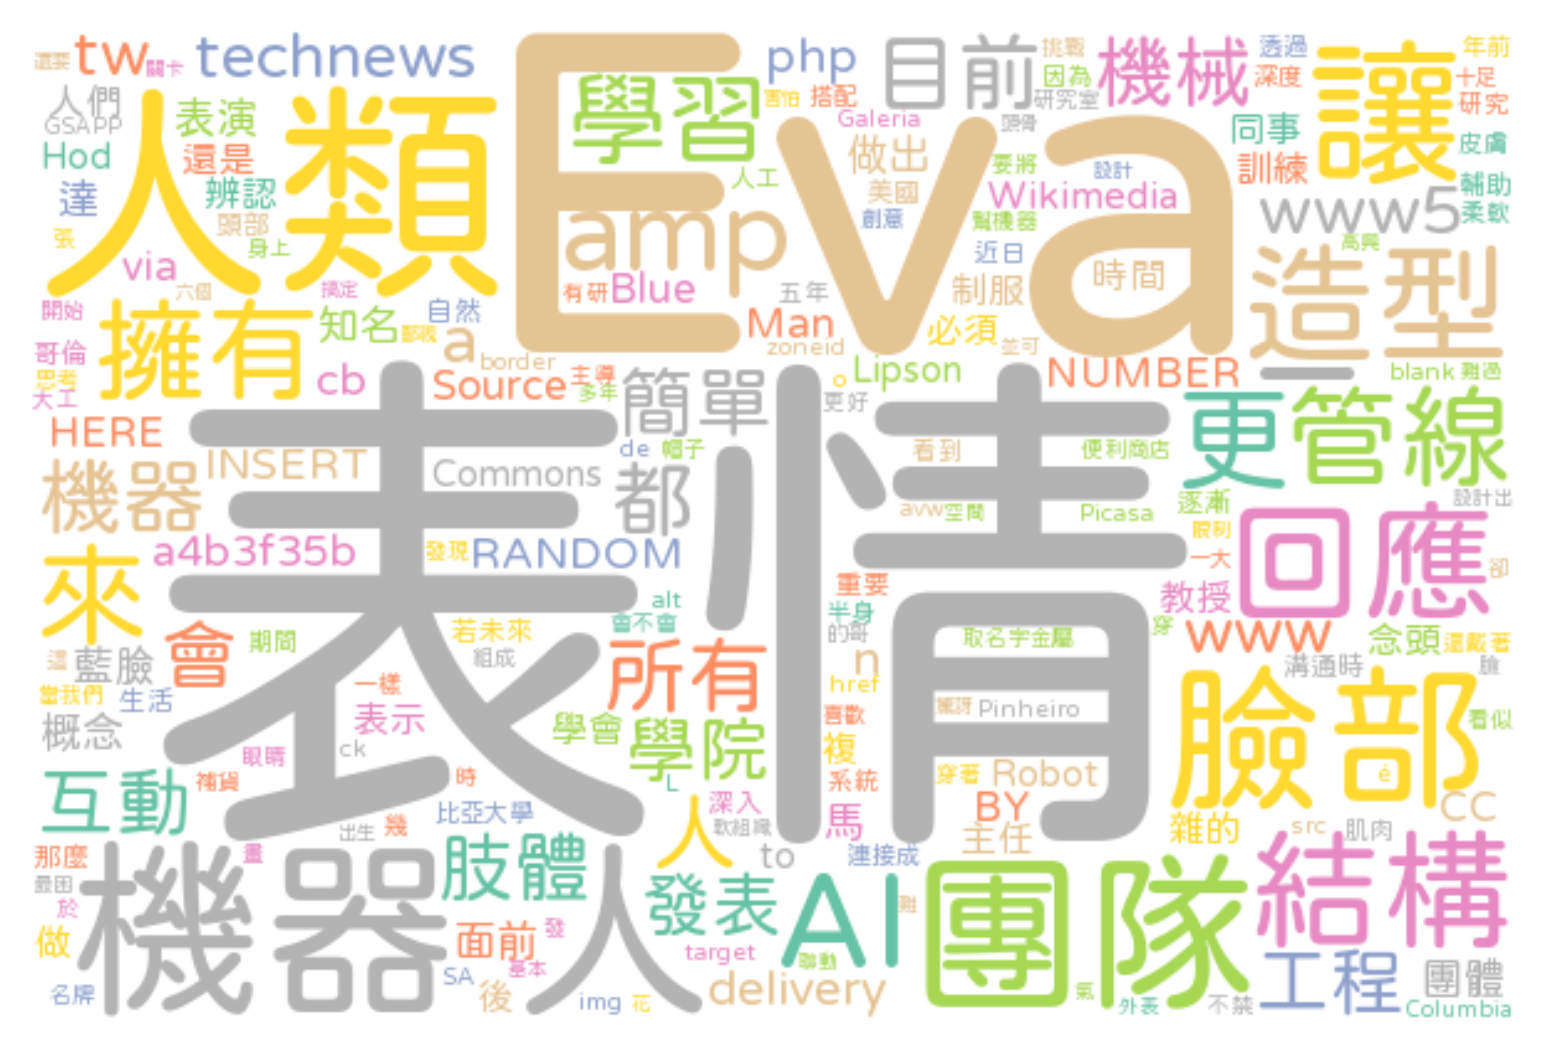 還要
tw
關卡
technews
Eva
php
目前
挑戰
因為
機械
透過
深度
讓
年前
十足
研究
人們
GSAPP
表演
人類
學習
害怕
搭配
Galeria
研究室
頭骨
同事
皮膚
Hod
還是
辨認
人工
做出
要將
設計
訓練
輔助
達
頭部
amp
美國
Wikimedia
www5
柔軟
創意
幫機器
張
身上
近日
高興
via
六個
搞定
有研
Blue
五年
制服
時間
造型
開始
擁有
知名
自然
Man
必須
哥倫
a
border
zoneid
並可
思考
cb
Source
主導
多年
簡單
o
Lipson
NUMBER
一
blank
難過
大工
表情
更好
更
管線
HERE
de
帽子
看到
便利商店
機器
INSERT
Commons
都
avw
空間
Picasa
逐漸
設計出
來
a4b3f35b
發現
RANDOM
限制
回應
一大
卻
重要
alt
教授
半身
會不會
會
期間
若未來
的哥
取名宇金屬
穿
www
念頭
還戴著
這
藍臉
組成
所有
n
溝通時
臉
當我們
生活
一樣
href
臉部
概念
表示
學會
學院
喜歡
驚訝
Pinheiro
看似
眼睛
ck
複
互動
補貨
時
L
系統
穿著
Robot
é
比亞大學
人
深入
BY
CC
出生
幾
軟組織
馬
主任
雜的
src
肌肉
那麼
畫
肢體
to
連接成
結構
最困
機器人
發表
AI
難
團隊
於
做
面前
發
target
聯動
工程
團體
名牌
SA
基本
後
img
花
delivery
氣
外表
不禁
Columbia